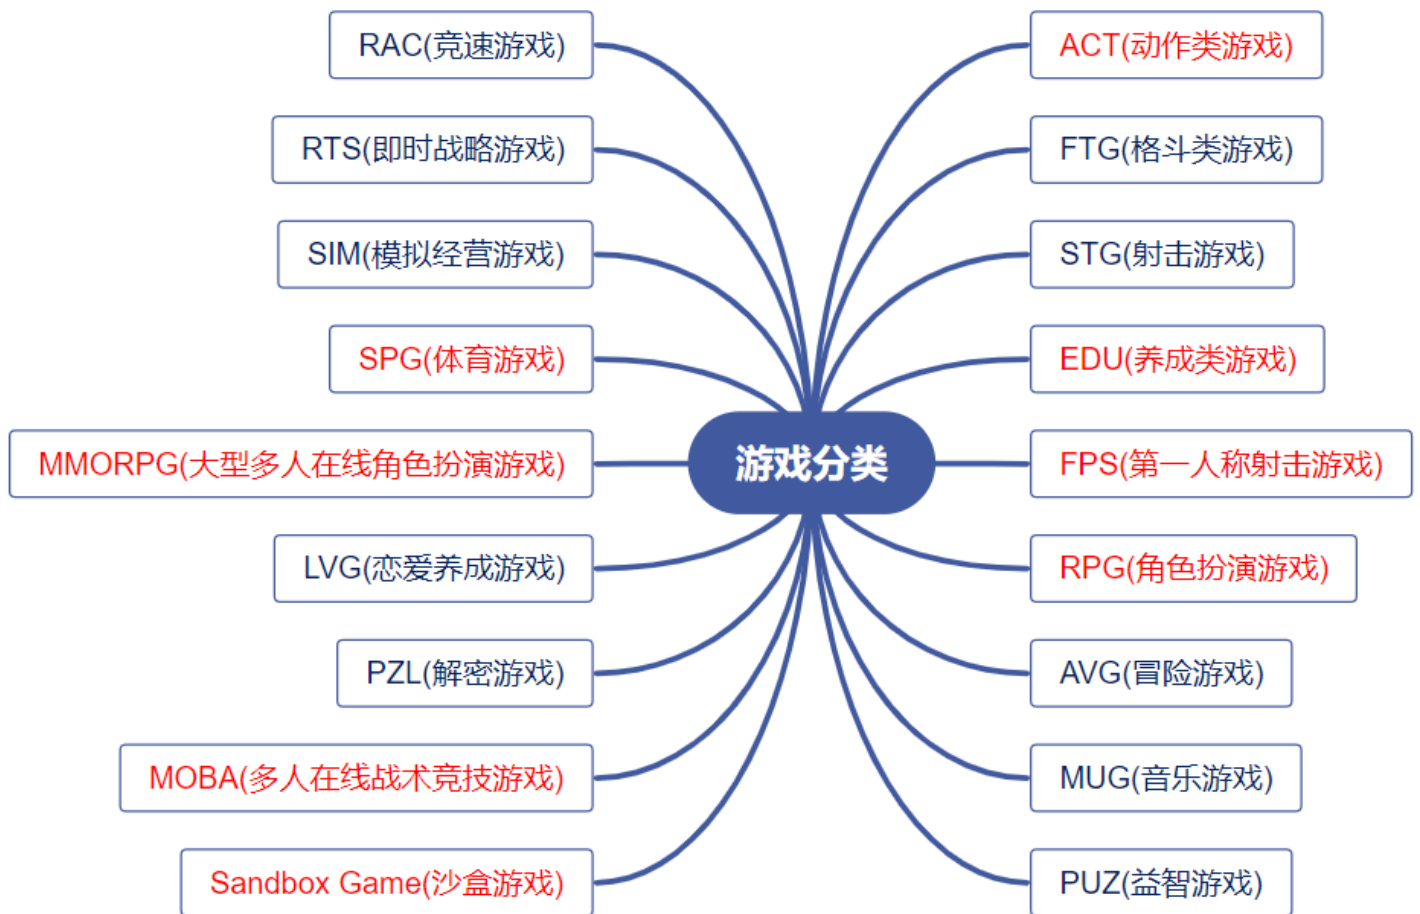 RAC(竞速游戏)
RTS(即时战略游戏)
SIM(模拟经营游戏)
SPG(体育游戏)
MMORPG(大型多人在线角色扮演游戏)
LVG(恋爱养成游戏)
PZL(解密游戏)
MOBA(多人在线战术竞技游戏)
Sandbox Game(沙盒游戏)
游戏分类
ACT(动作类游戏)
FTG(格斗类游戏)
STG(射击游戏)
EDU(养成类游戏)
FPS(第一人称射击游戏)
RPG(角色扮演游戏)
AVG(冒险游戏)
MUG(音乐游戏)
PUZ(益智游戏)